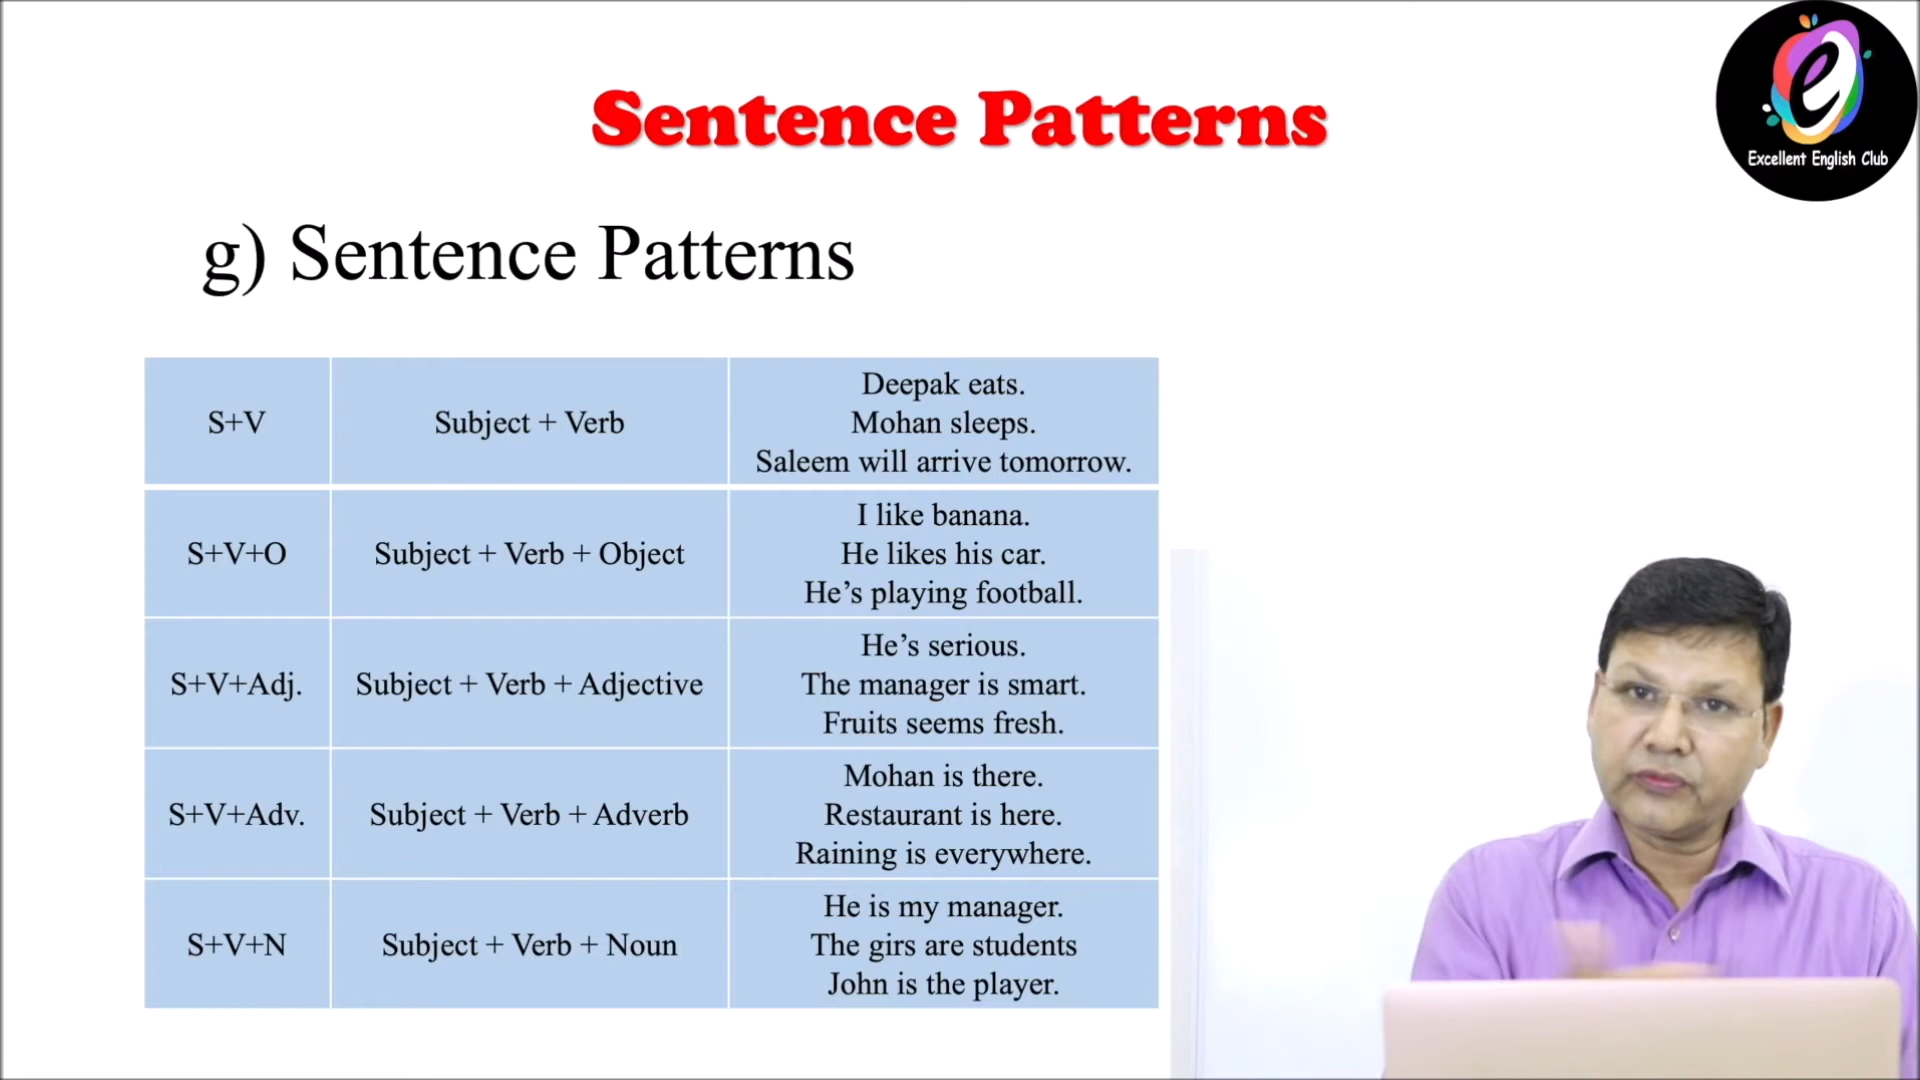 Sentence Patterns
Excellent English Club
g) Sentence Patterns
S+V
Subject + Verb
Deepak eats.
Mohan sleeps.
Saleem will arrive tomorrow.
S+V+O
Subject + Verb + Object
I like banana.
He likes his car.
He’s playing football.
S+V+Adj.
Subject + Verb + Adjective
He’s serious.
The manager is smart.
Fruits seems fresh.
S+V+Adv.
Subject + Verb + Adverb
Mohan is there.
Restaurant is here.
Raining is everywhere.
S+V+N
Subject + Verb + Noun
He is my manager.
The girs are students
John is the player.